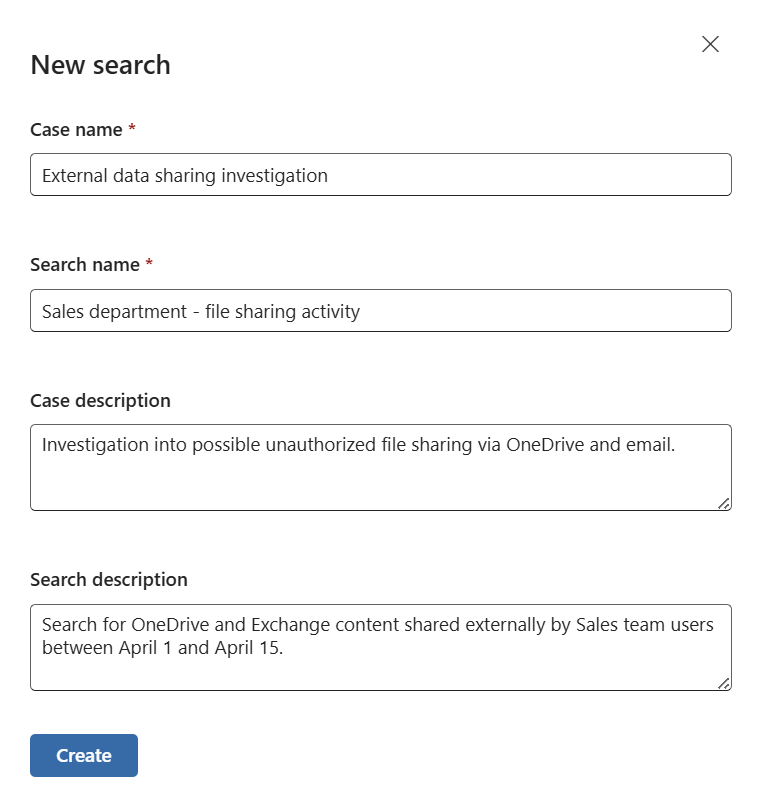 New search
Case name *
External data sharing investigation
Search name *
Sales department - file sharing activity
Case description
Investigation into possible unauthorized file sharing via OneDrive and email.
Search description
Search for OneDrive and Exchange content shared externally by Sales team users
between April 1 and April 15.
Create